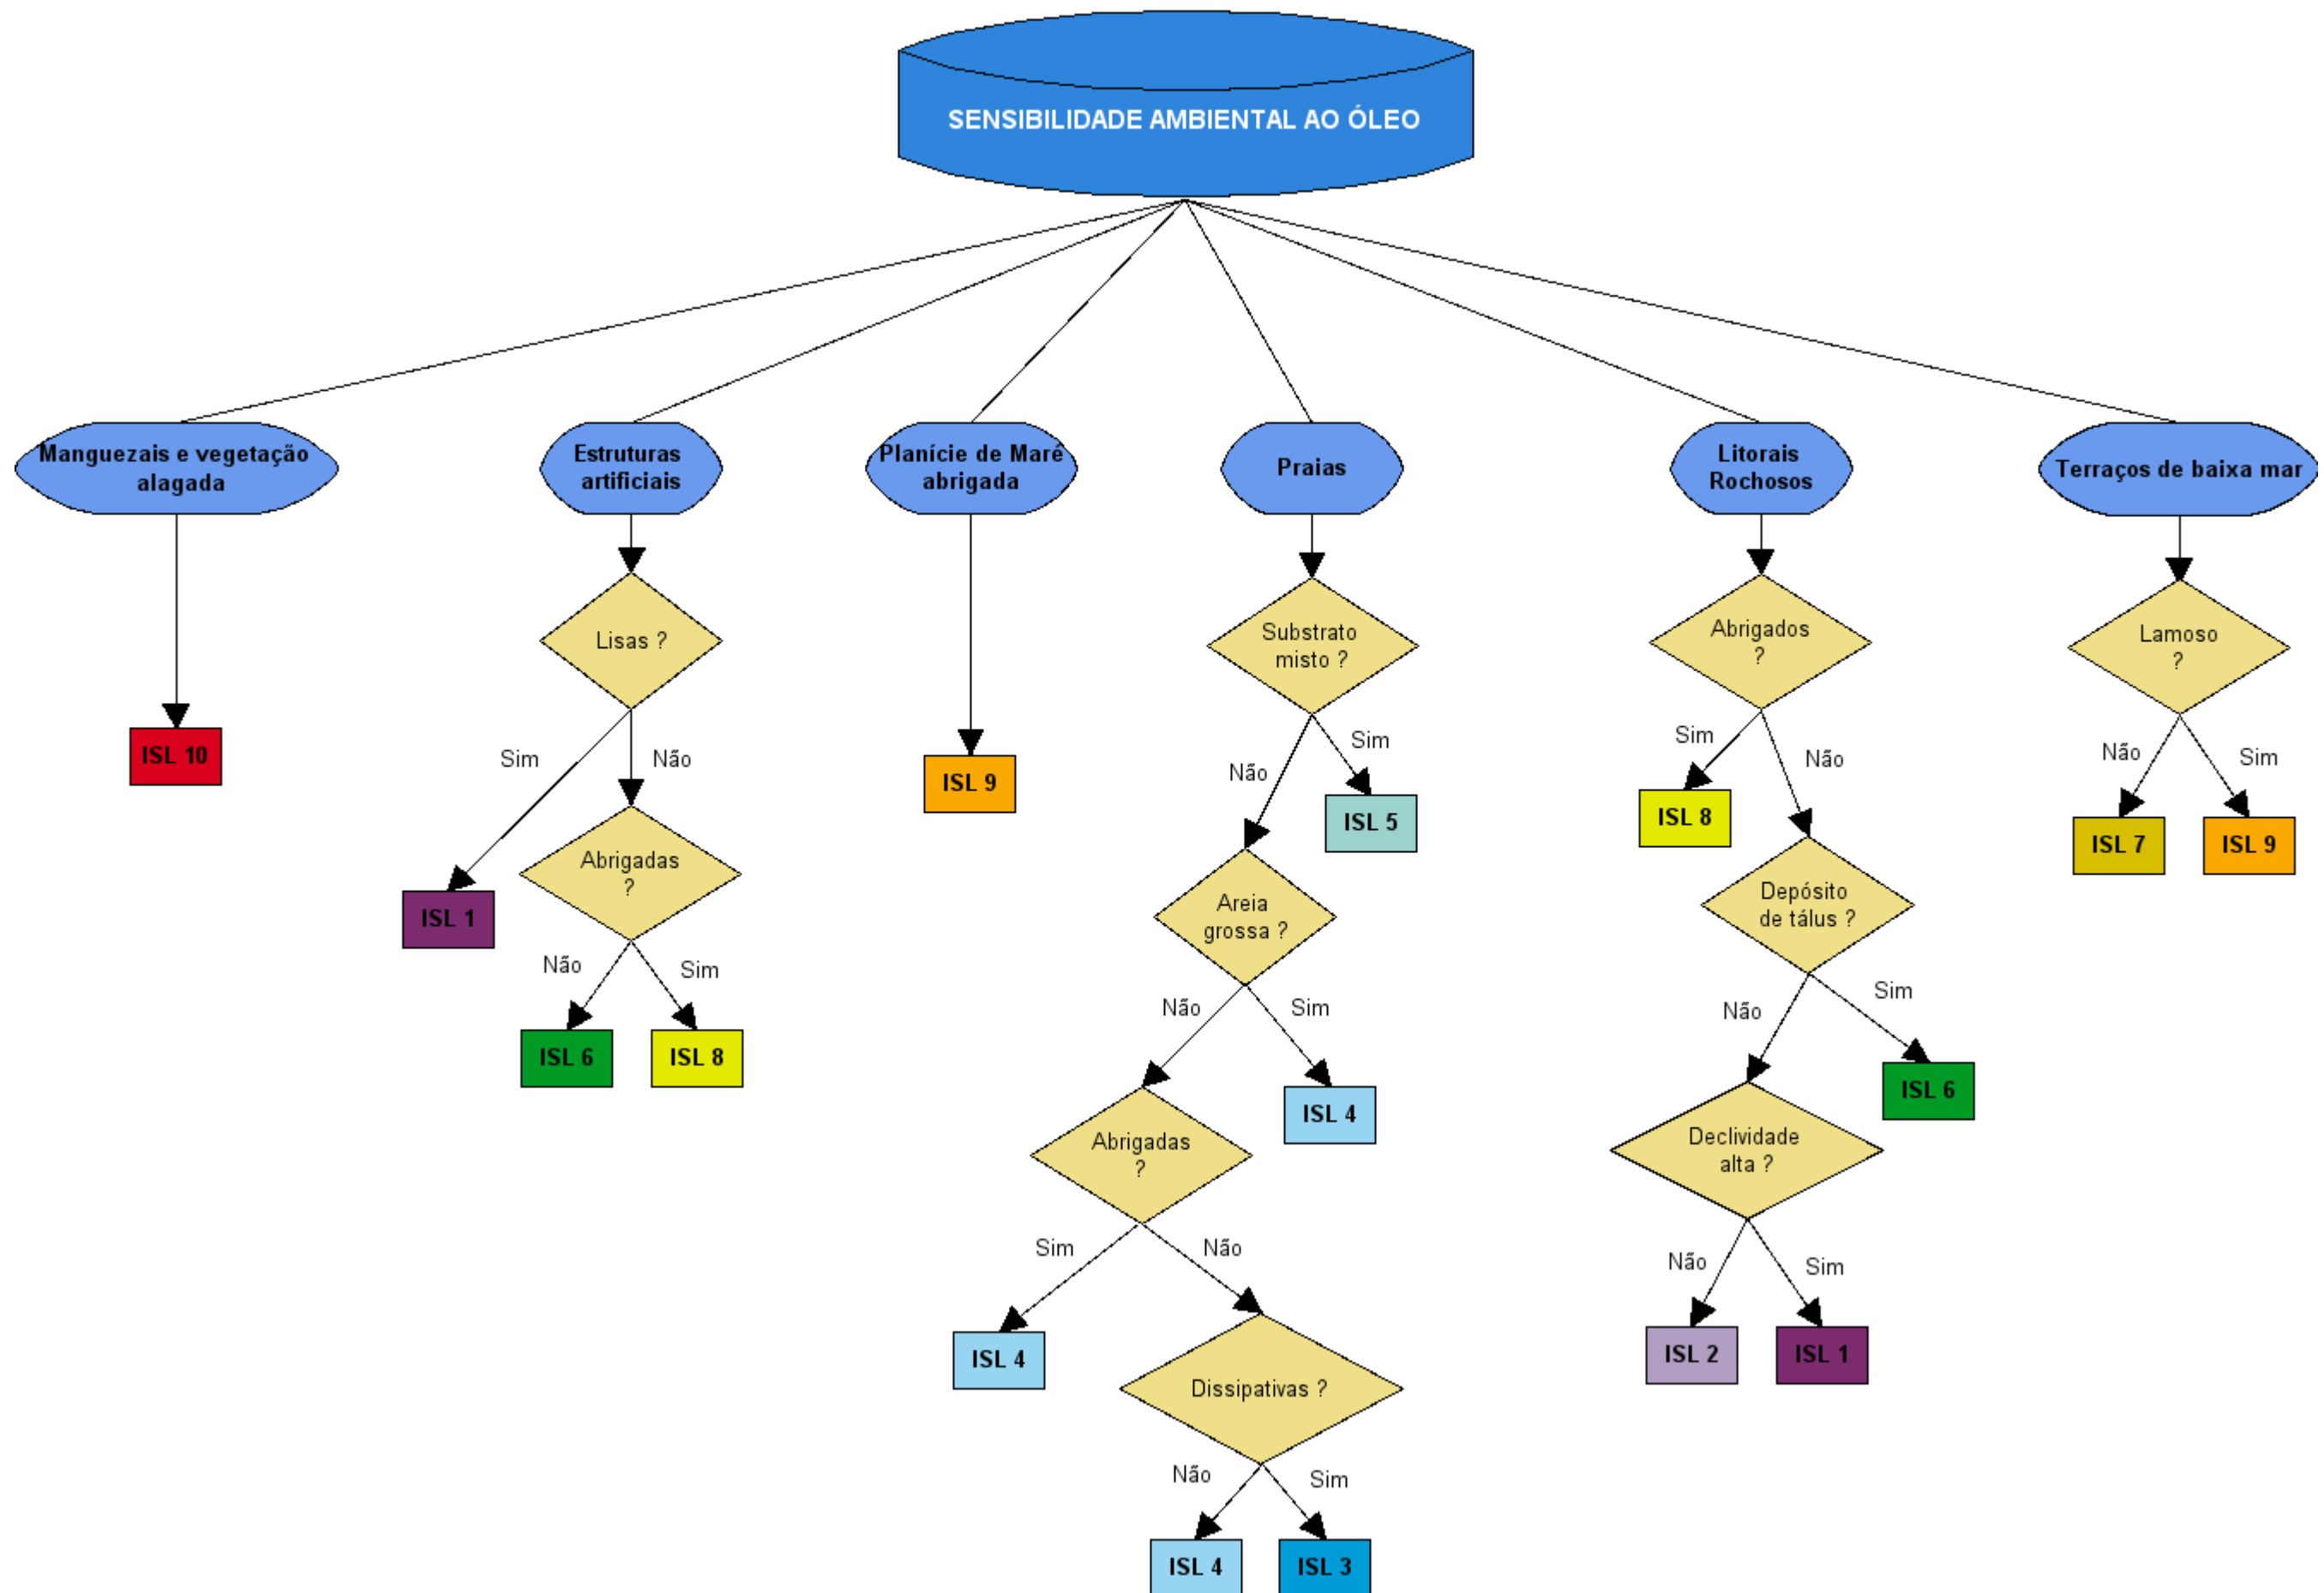 SENSIBILIDADE AMBIENTAL AO ÓLEO
Manguezais e vegetação
alagada
Estruturas
artificiais
Planície de Maré
abrigada
Praias
Litorais
Rochosos
Terraços de baixa mar
Lisas ?
Substrato
misto ?
Abrigados
?
Lamoso
?
ISL 10
Sim
Não
ISL 9
Não
Sim
Sim
Não
Não
Sim
ISL 5
ISL 8
ISL 7
ISL 9
Abrigadas
?
ISL 1
Areia
grossa ?
Depósito
de tálus ?
Não
Sim
Não
Sim
Não
Sim
ISL 6
ISL 8
ISL 4
ISL 6
Abrigadas
?
Declividade
alta ?
Sim
Não
Não
Sim
ISL 4
ISL 2
ISL 1
Dissipativas ?
Não
Sim
ISL 4
ISL 3